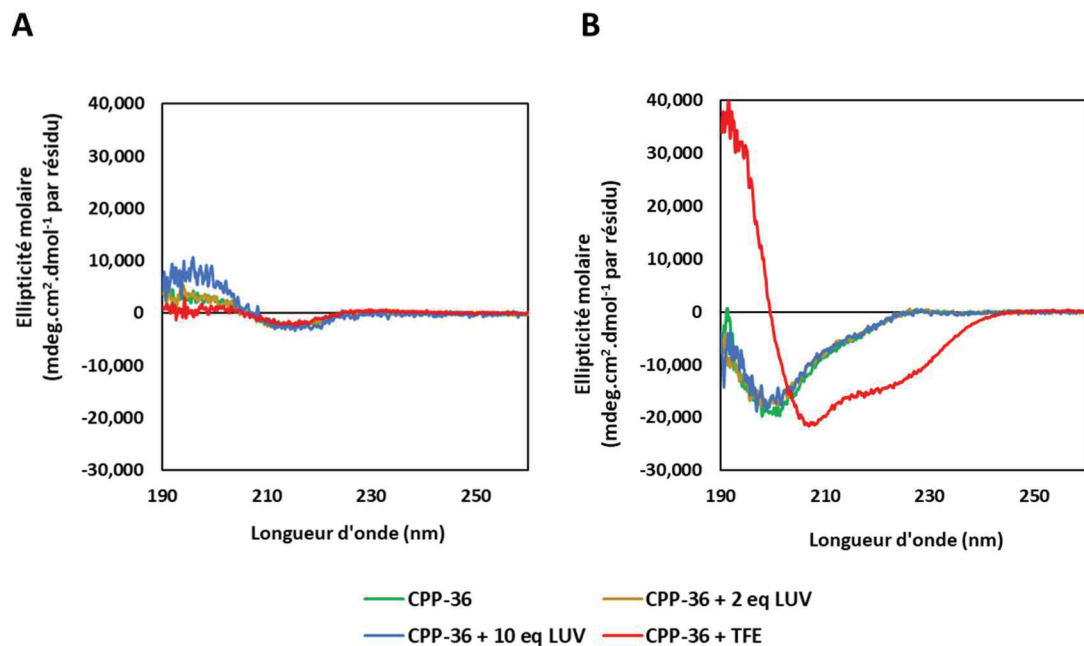 A
B
Ellipticité molaire
(mdeg.cm².dmol⁻¹ par résidu)
40,000
30,000
20,000
10,000
0
-10,000
-20,000
-30,000
190
210
230
250
Longueur d'onde (nm)
Ellipticité molaire
(mdeg.cm².dmol⁻¹ par résidu)
40,000
30,000
20,000
10,000
0
-10,000
-20,000
-30,000
190
210
230
250
Longueur d'onde (nm)
CPP-36
CPP-36 + 2 eq LUV
CPP-36 + 10 eq LUV
CPP-36 + TFE